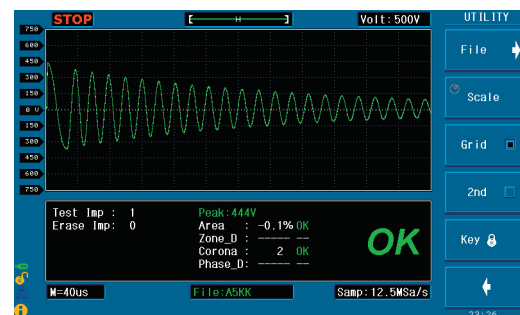 STOP
H
Volt:500V
UTILITY
750
600
450
300
150
0 V
150
300
450
600
750
File
Scale
Grid
2nd
Key
Test Imp : 1
Erase Imp: 0
Peak:444V
Area : -0.1% OK
Zone_D : ----- --
Corona : 2 OK
Phase_D: ----- --
OK
M=40us
File:A5KK
Samp:12.5MSa/s
23:26